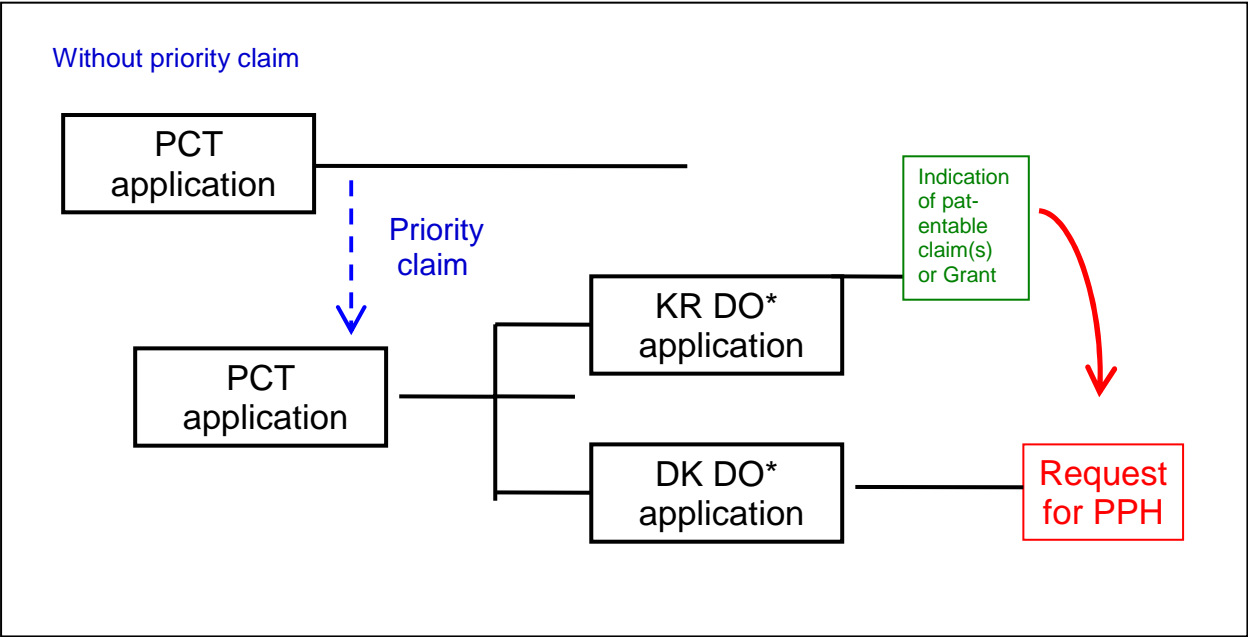 Without priority claim
PCT
application
Priority
claim
Indication
of pat-
entable
claim(s)
or Grant
KR DO*
application
PCT
application
DK DO*
application
Request
for PPH